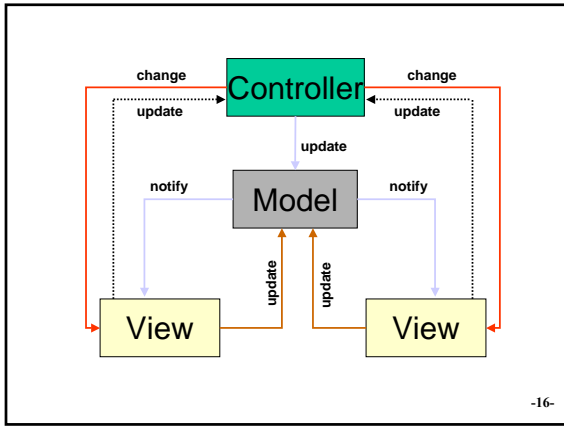 change
Controller
change
update
update
update
notify
Model
notify
update
update
View
View
-16-